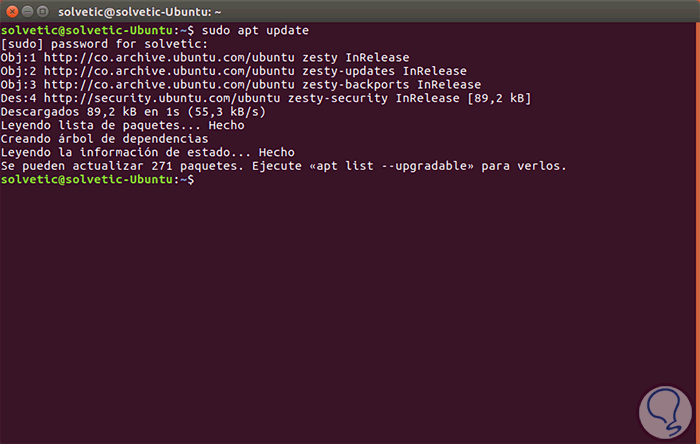 solvetic@solvetic-Ubuntu: ~
solvetic@solvetic-Ubuntu:~$ sudo apt update
[sudo] password for solvetic:
Obj:1 http://co.archive.ubuntu.com/ubuntu zesty InRelease
Obj:2 http://co.archive.ubuntu.com/ubuntu zesty-updates InRelease
Obj:3 http://co.archive.ubuntu.com/ubuntu zesty-backports InRelease
Des:4 http://security.ubuntu.com/ubuntu zesty-security InRelease [89,2 kB]
Descargados 89,2 kB en 1s (55,3 kB/s)
Leyendo lista de paquetes... Hecho
Creando árbol de dependencias
Leyendo la información de estado... Hecho
Se pueden actualizar 271 paquetes. Ejecute «apt list --upgradable» para verlos.
solvetic@solvetic-Ubuntu:~$